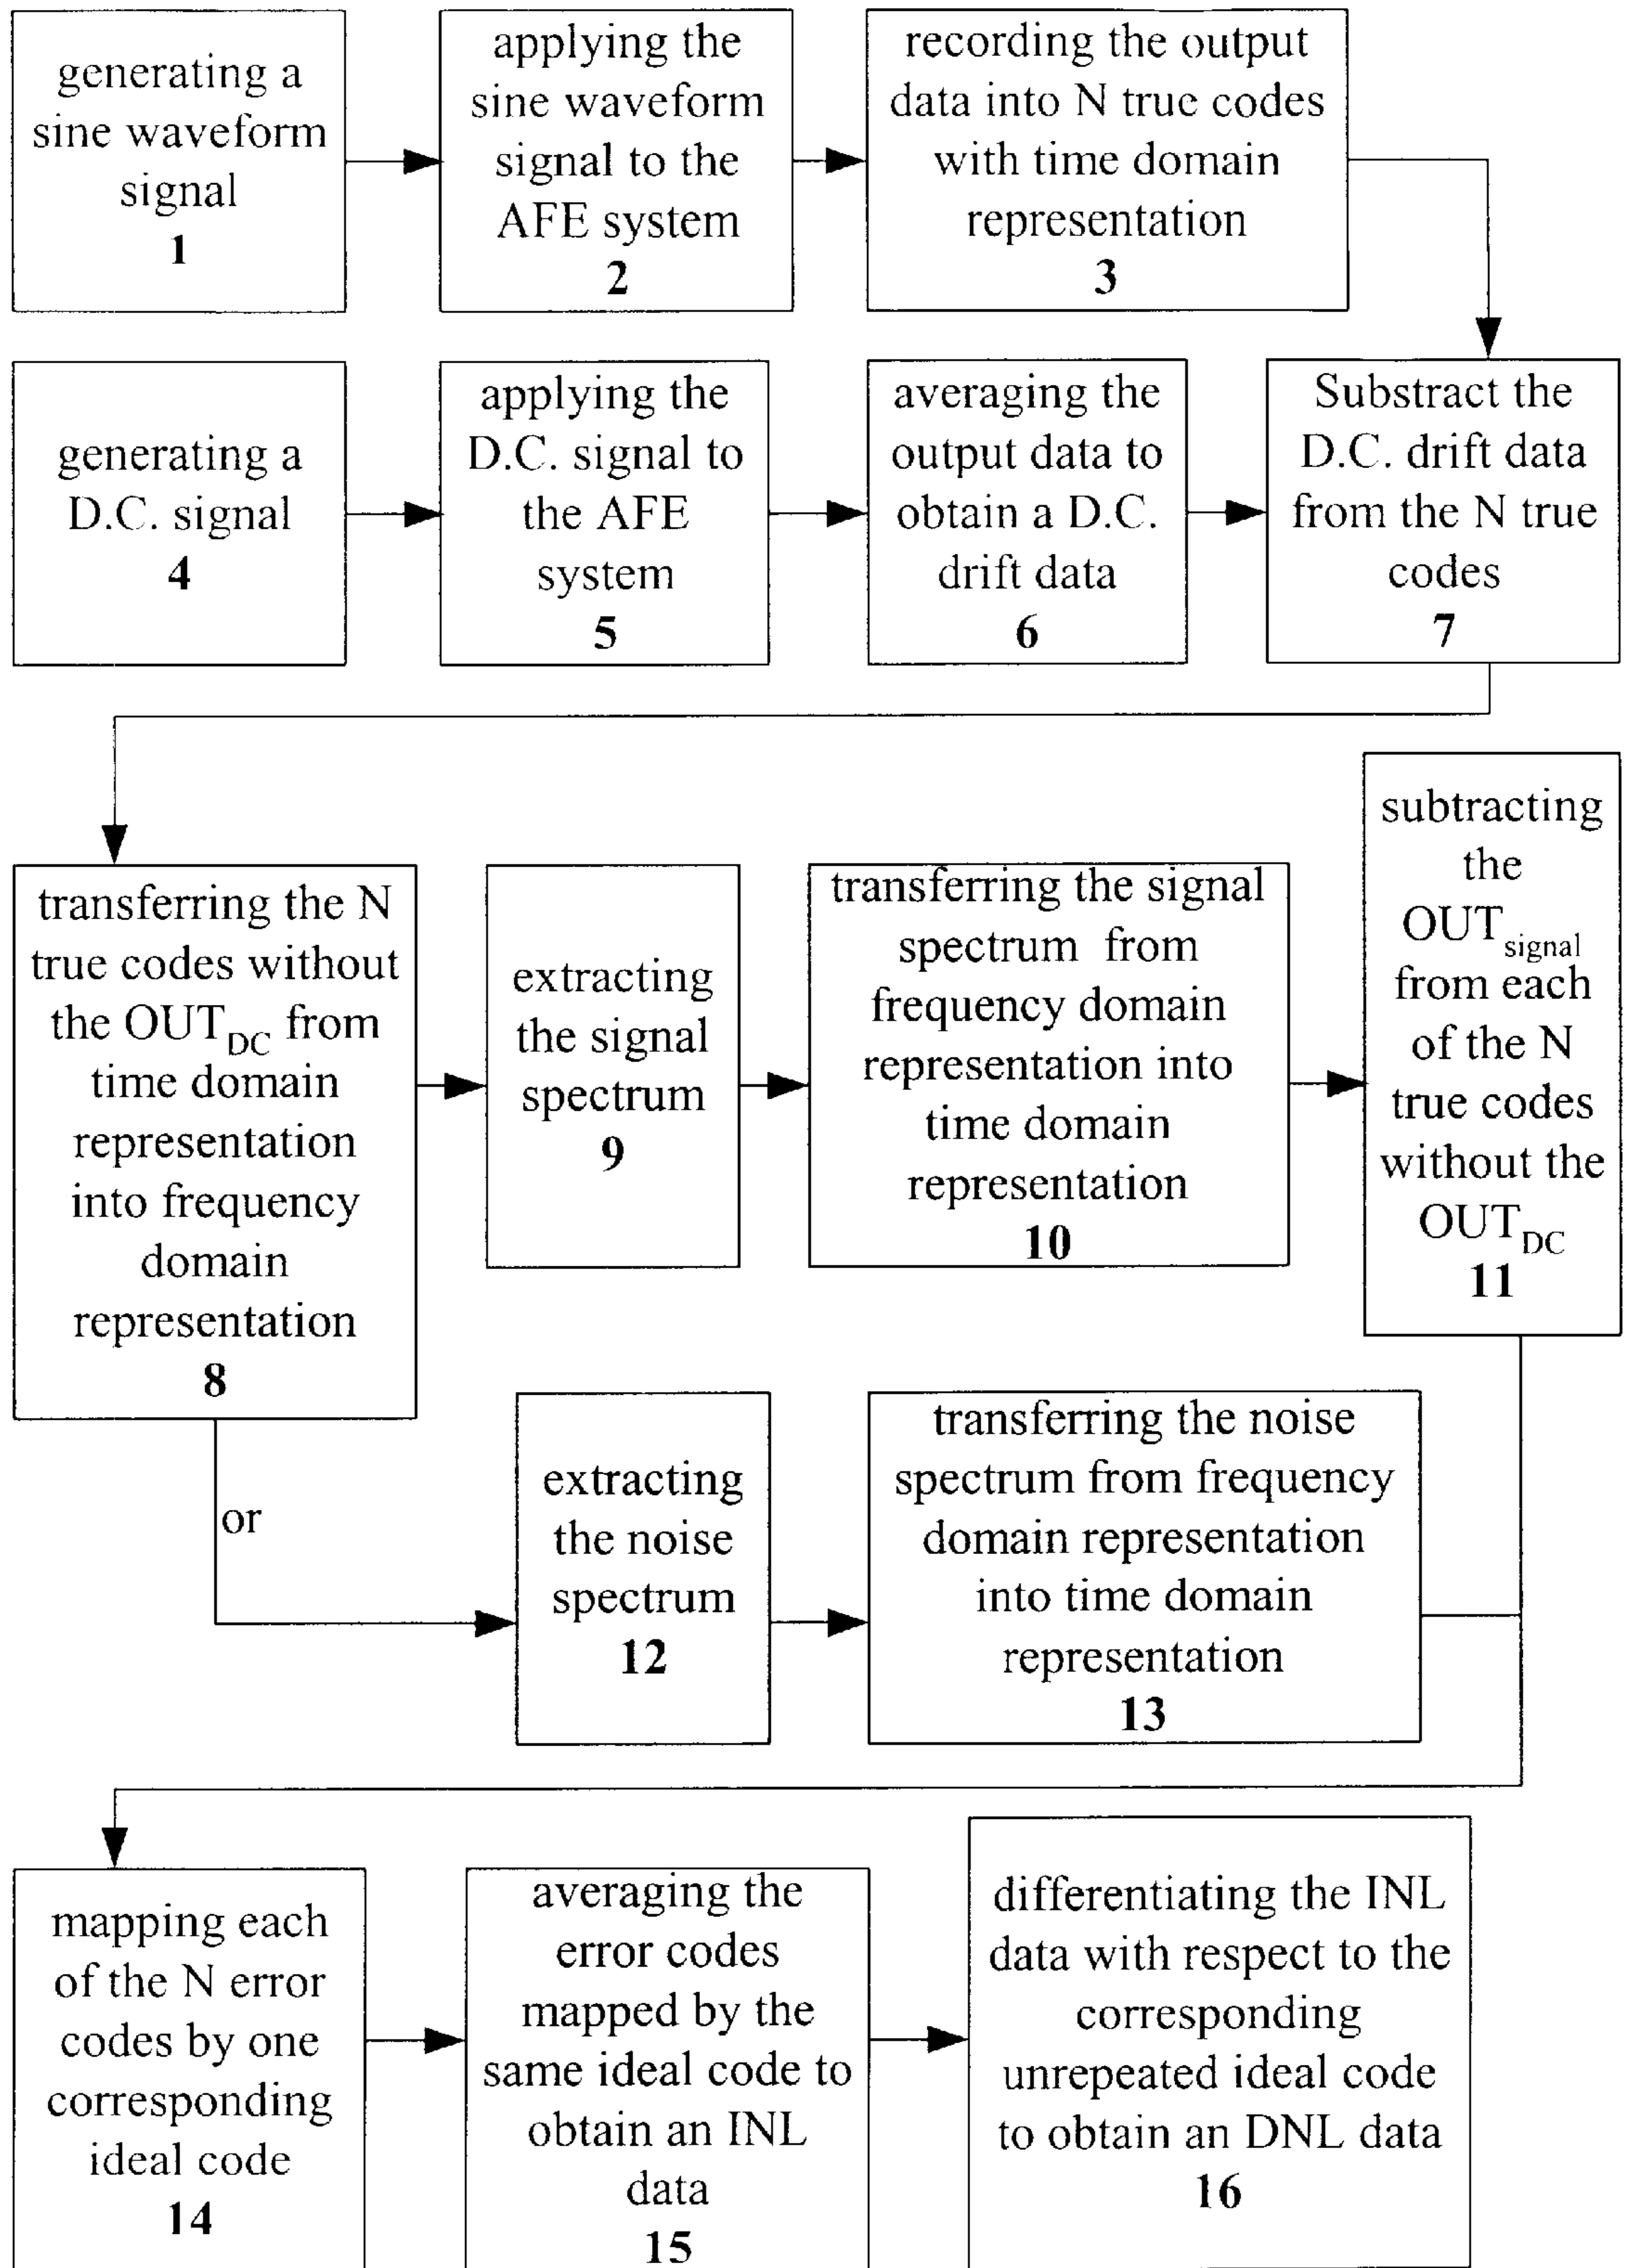 generating a
sine waveform
signal
1
applying the
sine waveform
signal to the
AFE system
2
recording the output
data into N true codes
with time domain
representation
3
generating a
D.C. signal
4
applying the
D.C. signal to
the AFE
system
5
averaging the
output data to
obtain a D.C.
drift data
6
Substract the
D.C. drift data
from the N true
codes
7
transferring the N
true codes without
the OUTDC from
time domain
representation
into frequency
domain
representation
8
extracting
the signal
spectrum
9
transferring the signal
spectrum from
frequency domain
representation into
time domain
representation
10
subtracting
the
OUTsignal
from each
of the N
true codes
without the
OUTDC
11
or
extracting
the noise
spectrum
12
transferring the noise
spectrum from frequency
domain representation
into time domain
representation
13
mapping each
of the N error
codes by one
corresponding
ideal code
14
averaging the
error codes
mapped by the
same ideal code to
obtain an INL
data
15
differentiating the INL
data with respect to the
corresponding
unrepeated ideal code
to obtain an DNL data
16